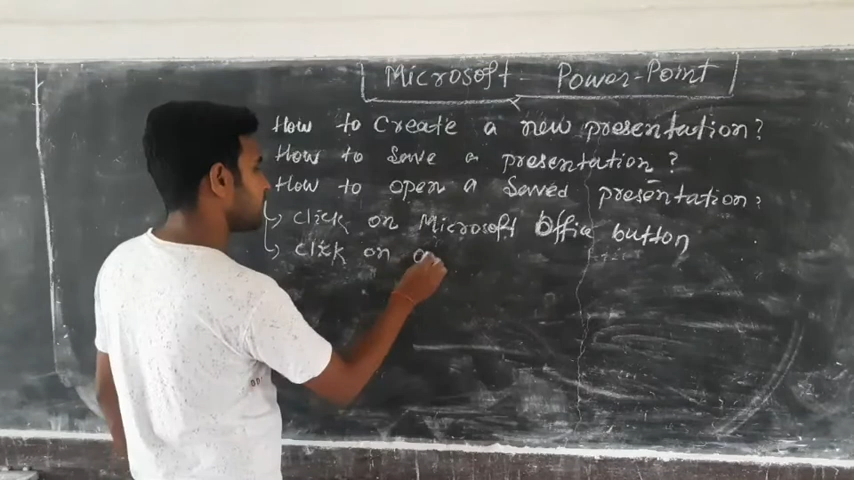 Microsoft Power-Point
How to Create a new presentation?
How to Save a presentation?
How to open a Saved presentation?
↳ Click on Microsoft Office button
↳ Click on